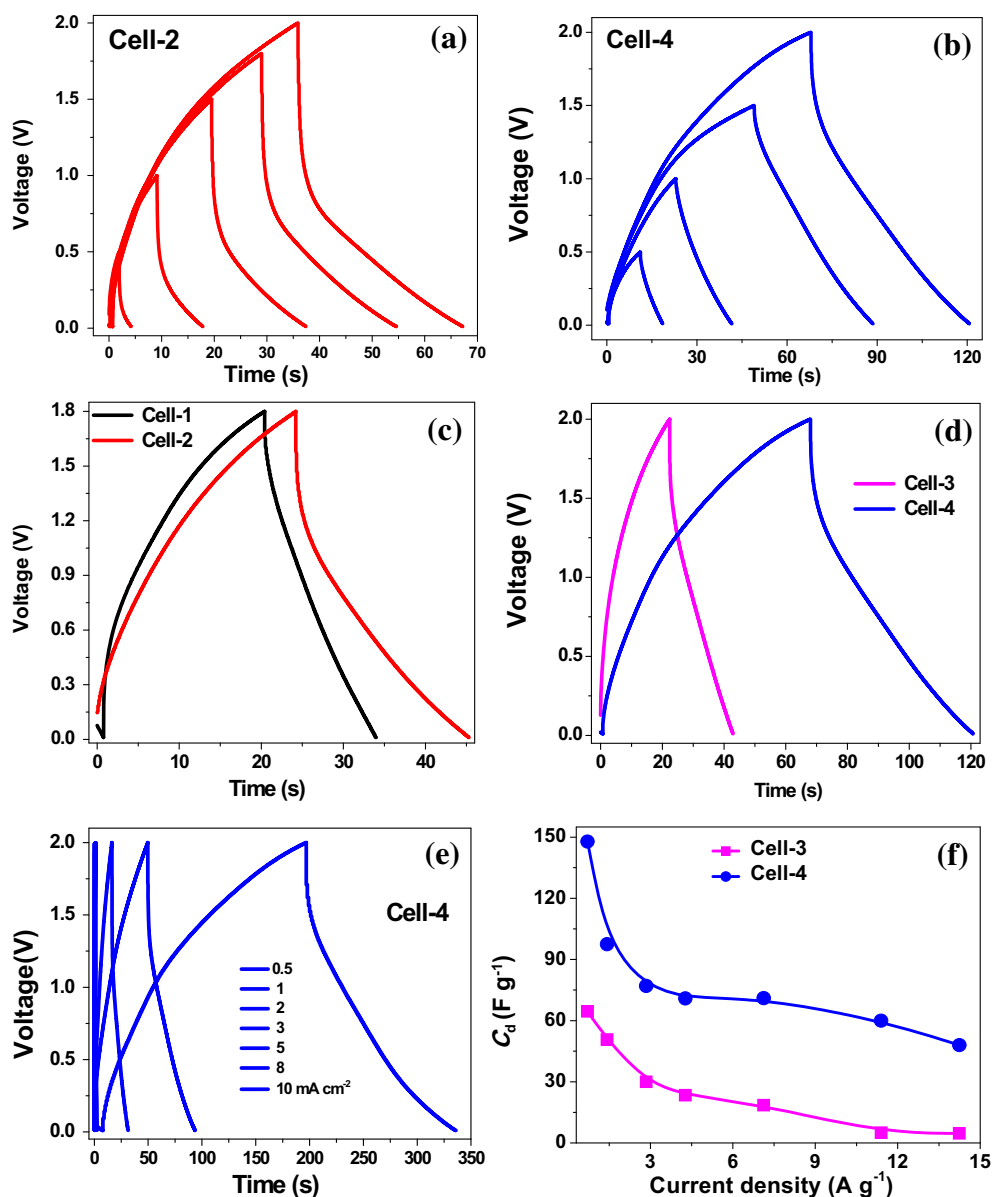 Cell-2
(a)
2.0
1.5
1.0
0.5
0.0
Voltage (V)
0 10 20 30 40 50 60 70
Time (s)
Cell-4
(b)
2.0
1.5
1.0
0.5
0.0
Voltage (V)
0 30 60 90 120
Time (s)
Cell-1
Cell-2
(c)
1.8
1.5
1.2
0.9
0.6
0.3
0.0
Voltage (V)
0 10 20 30 40
Time (s)
(d)
Cell-3
Cell-4
2.0
1.5
1.0
0.5
0.0
Voltage (V)
0 20 40 60 80 100 120
Time (s)
(e)
Cell-4
2.0
1.5
1.0
0.5
0.0
Voltage(V)
0.5
1
2
3
5
8
10 mA cm⁻²
0 50 100 150 200 250 300 350
Time (s)
Cell-3
Cell-4
(f)
150
120
90
60
30
0
C_d (F g⁻¹)
3 6 9 12 15
Current density (A g⁻¹)